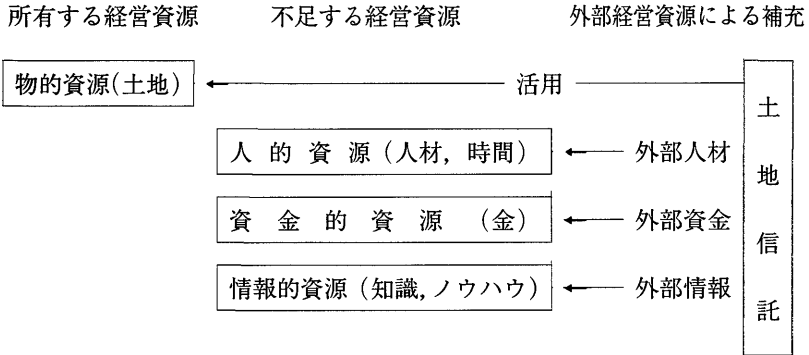 所有する経営資源 不足する経営資源 外部経営資源による補充
物的資源(土地) 活用
人的資源(人材, 時間) 外部人材
資金的資源(金) 外部資金
情報的資源(知識, ノウハウ) 外部情報
土地信託